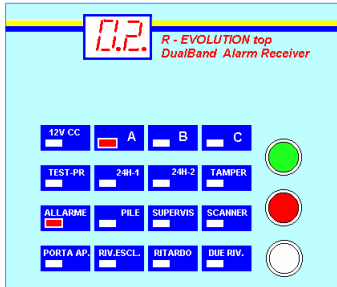 0.2.
R - EVOLUTION top
DualBand Alarm Receiver
12V CC A B C
TEST-PR 24H-1 24H-2 TAMPER
ALLARME PILE SUPERVIS SCANNER
PORTA AP. RIV.ESCL. RITARDO DUE RIV.